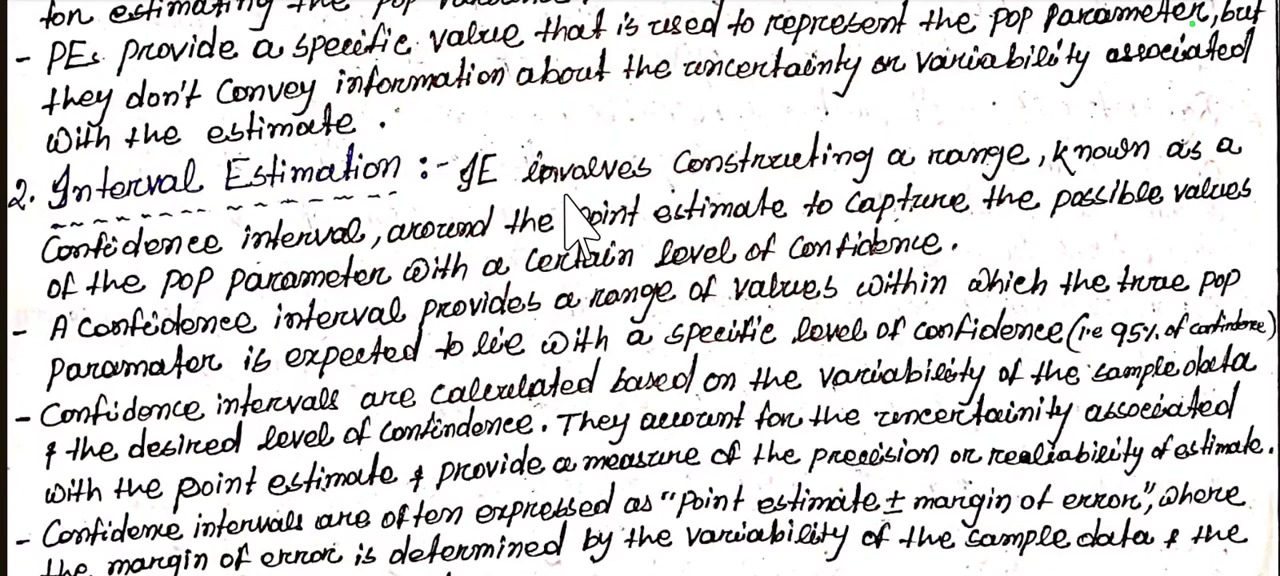 for estimating the pop
- PEs provide a specific value that is used to represent the pop parameter, but
they don't convey information about the uncertainty or variability associated
with the estimate.
2. Interval Estimation :- IE involves constructing a range, known as a
Confidence interval, around the point estimate to capture the possible values
of the pop parameter with a certain level of confidence.
- A confidence interval provides a range of values within which the true pop
Paramater is expected to lie with a specific level of confidence (i.e 95% of confindence)
- Confidence intervals are calculated based on the variability of the sample data
& the desired level of confindence. They account for the uncertainity associated
with the point estimate & provide a measure of the precision or realiability of estimate.
- Confidence intervals are often expressed as "Point estimate ± margin of error", where
the margin of error is determined by the variability of the sample data & the